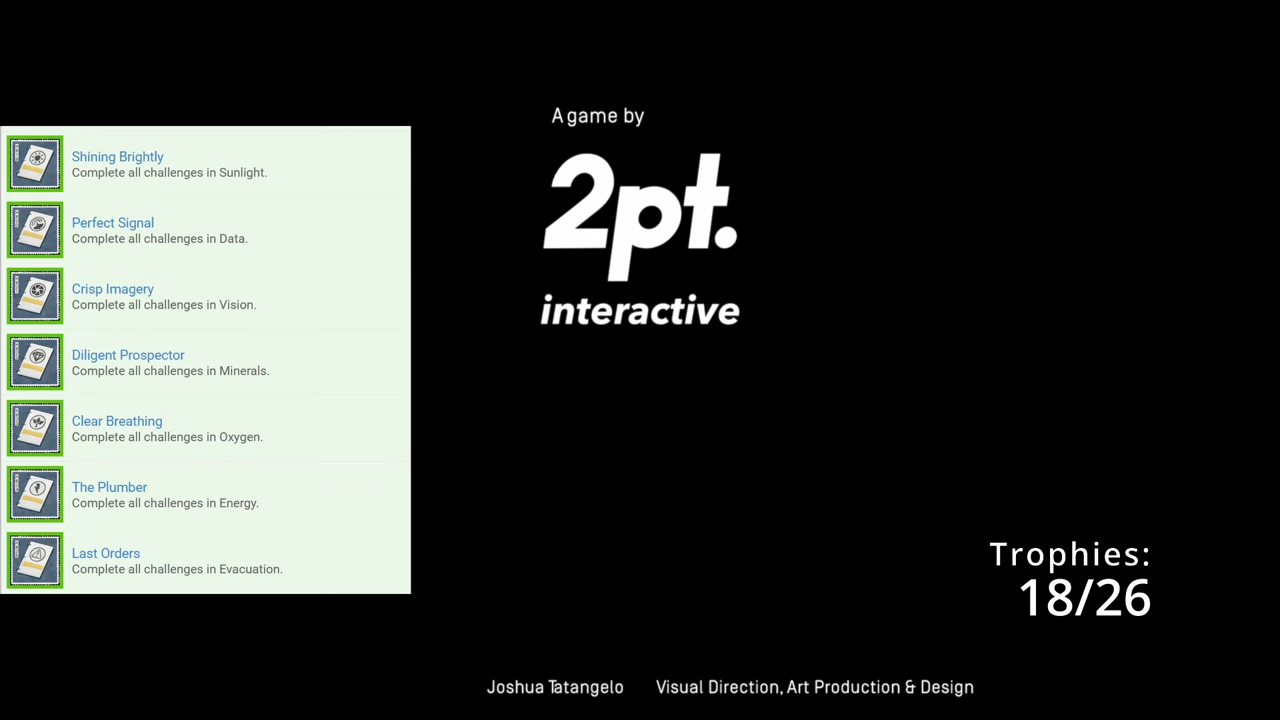 Shining Brightly
Complete all challenges in Sunlight.
Perfect Signal
Complete all challenges in Data.
Crisp Imagery
Complete all challenges in Vision.
Diligent Prospector
Complete all challenges in Minerals.
Clear Breathing
Complete all challenges in Oxygen.
The Plumber
Complete all challenges in Energy.
Last Orders
Complete all challenges in Evacuation.
A game by
2pt.
interactive
Trophies:
18/26
Joshua Tatangelo Visual Direction, Art Production & Design